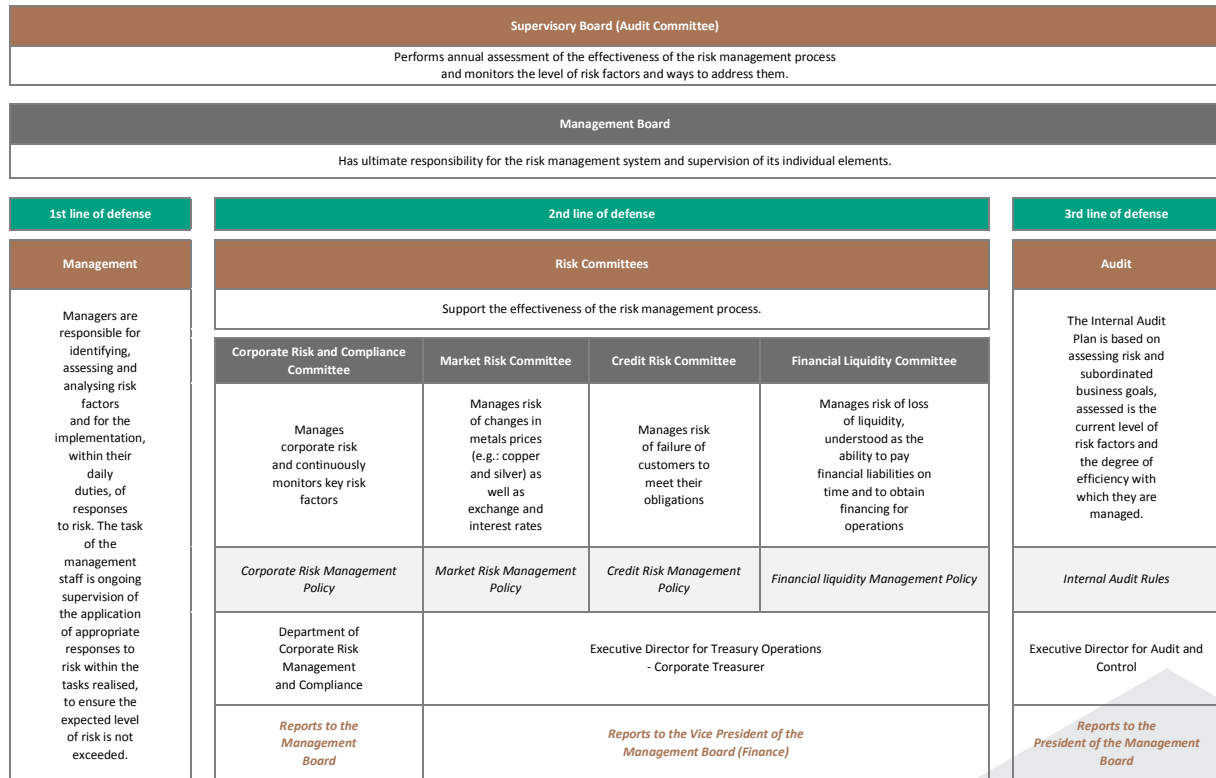 Supervisory Board (Audit Committee)
Performs annual assessment of the effectiveness of the risk management process
and monitors the level of risk factors and ways to address them.
Management Board
Has ultimate responsibility for the risk management system and supervision of its individual elements.
1st line of defense
2nd line of defense
3rd line of defense
Management
Risk Committees
Audit
Managers are
responsible for
identifying,
assessing and
analysing risk
factors
and for the
implementation,
within their
daily
duties, of
responses
to risk. The task
of the
management
staff is ongoing
supervision of
the application
of appropriate
responses to
risk within the
tasks realised,
to ensure the
expected level
of risk is not
exceeded.
Support the effectiveness of the risk management process.
Corporate Risk and Compliance
Committee
Market Risk Committee
Credit Risk Committee
Financial Liquidity Committee
Manages
corporate risk
and continuously
monitors key risk
factors
Manages risk
of changes in
metals prices
(e.g.: copper
and silver) as
well as
exchange and
interest rates
Manages risk
of failure of
customers to
meet their
obligations
Manages risk of loss
of liquidity,
understood as the
ability to pay
financial liabilities on
time and to obtain
financing for
operations
Corporate Risk Management
Policy
Market Risk Management
Policy
Credit Risk Management
Policy
Financial liquidity Management Policy
Department of
Corporate Risk
Management
and Compliance
Executive Director for Treasury Operations
- Corporate Treasurer
Reports to the
Management
Board
Reports to the Vice President of the
Management Board (Finance)
The Internal Audit
Plan is based on
assessing risk and
subordinated
business goals,
assessed is the
current level of
risk factors and
the degree of
efficiency with
which they are
managed.
Internal Audit Rules
Executive Director for Audit and
Control
Reports to the
President of the Management
Board